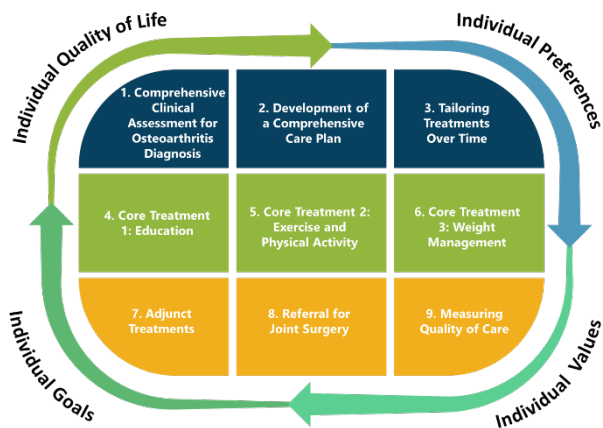 Individual Quality of Life
Individual Preferences
1. Comprehensive
Clinical
Assessment for
Osteoarthritis
Diagnosis
2. Development of
a Comprehensive
Care Plan
3. Tailoring
Treatments
Over Time
4. Core Treatment
1: Education
5. Core Treatment 2:
Exercise and
Physical Activity
6. Core Treatment
3: Weight
Management
7. Adjunct
Treatments
8. Referral for
Joint Surgery
9. Measuring
Quality of Care
Individual Goals
Individual Values